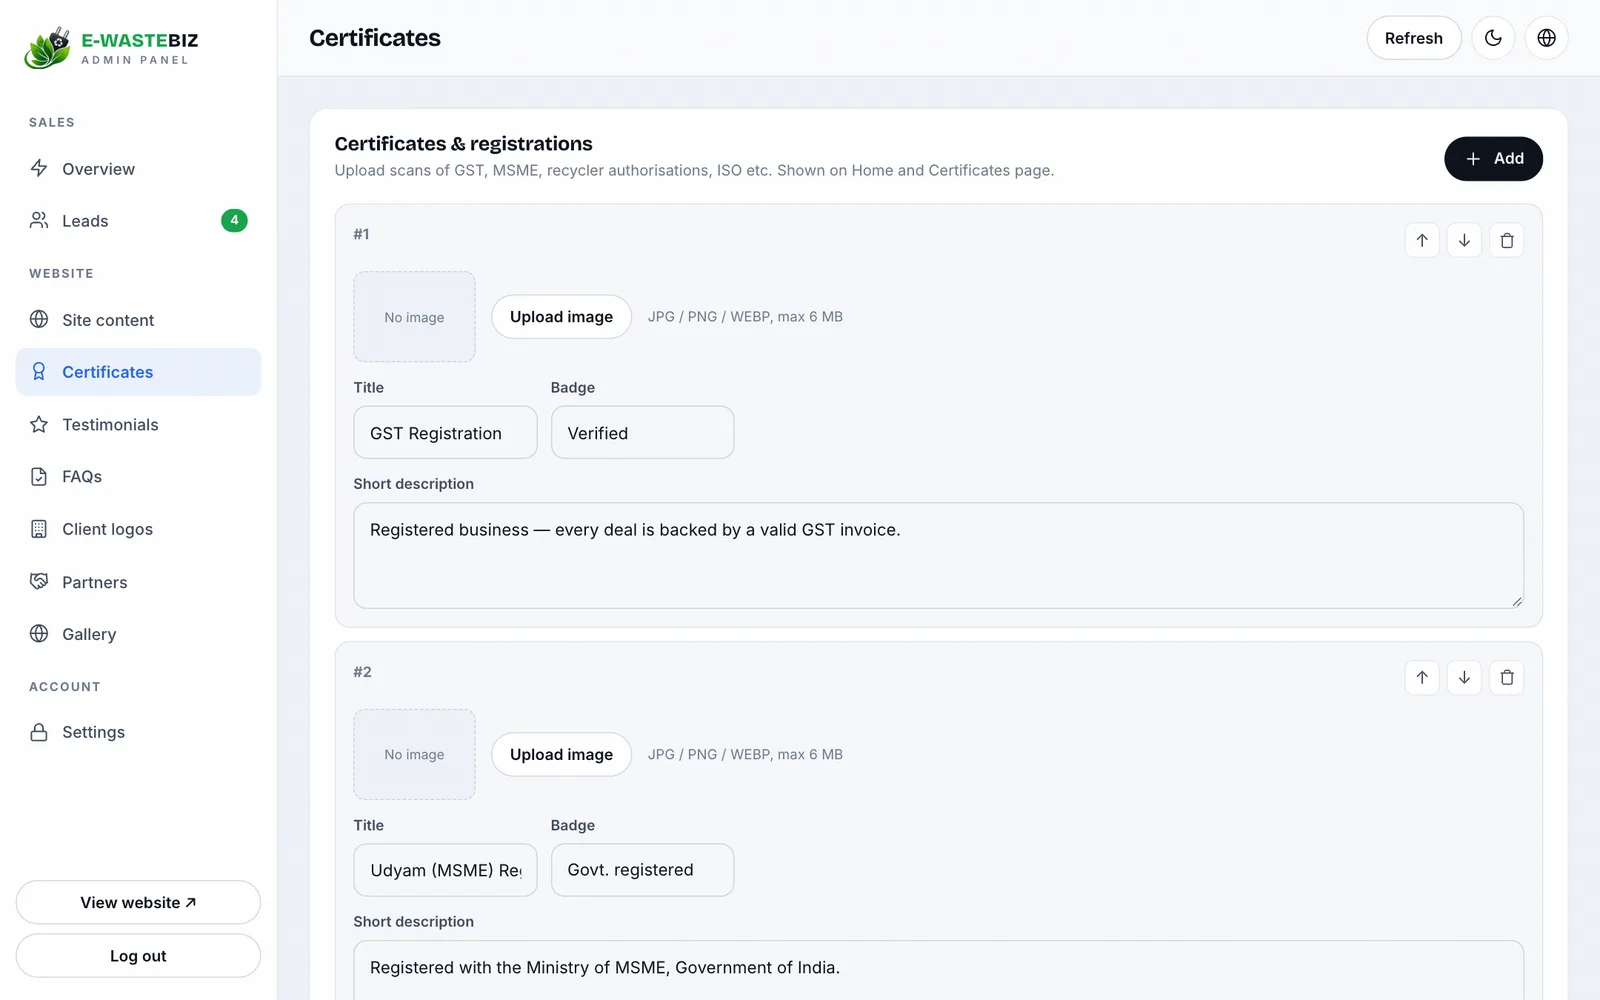 E-WASTEBIZ
ADMIN PANEL
SALES
Overview
Leads
4
WEBSITE
Site content
Certificates
Testimonials
FAQs
Client logos
Partners
Gallery
ACCOUNT
Settings
View website ↗
Log out
Certificates
Refresh
Certificates & registrations
Upload scans of GST, MSME, recycler authorisations, ISO etc. Shown on Home and Certificates page.
+ Add
#1
No image
Upload image
JPG / PNG / WEBP, max 6 MB
Title
Badge
GST Registration
Verified
Short description
Registered business — every deal is backed by a valid GST invoice.
#2
No image
Upload image
JPG / PNG / WEBP, max 6 MB
Title
Badge
Udyam (MSME) Reg
Govt. registered
Short description
Registered with the Ministry of MSME, Government of India.